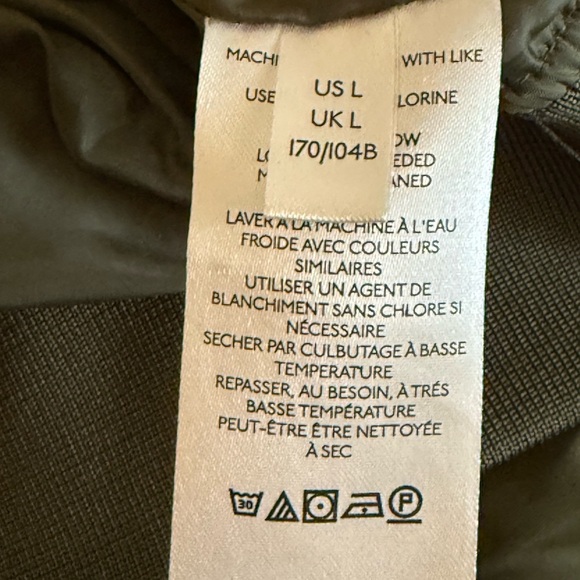 MACHI WITH LIKE
US L
USE LORINE
UK L
OW
170/104B
LO EDED
M ANED
LAVER A LA MACHINE À L'EAU
FROIDE AVEC COULEURS
SIMILAIRES
UTILISER UN AGENT DE
BLANCHIMENT SANS CHLORE SI
NÉCESSAIRE
SECHER PAR CULBUTAGE À BASSE
TEMPERATURE
REPASSER, AU BESOIN, À TRÉS
BASSE TEMPÉRATURE
PEUT-ÊTRE ÊTRE NETTOYÉE
À SEC
30 P